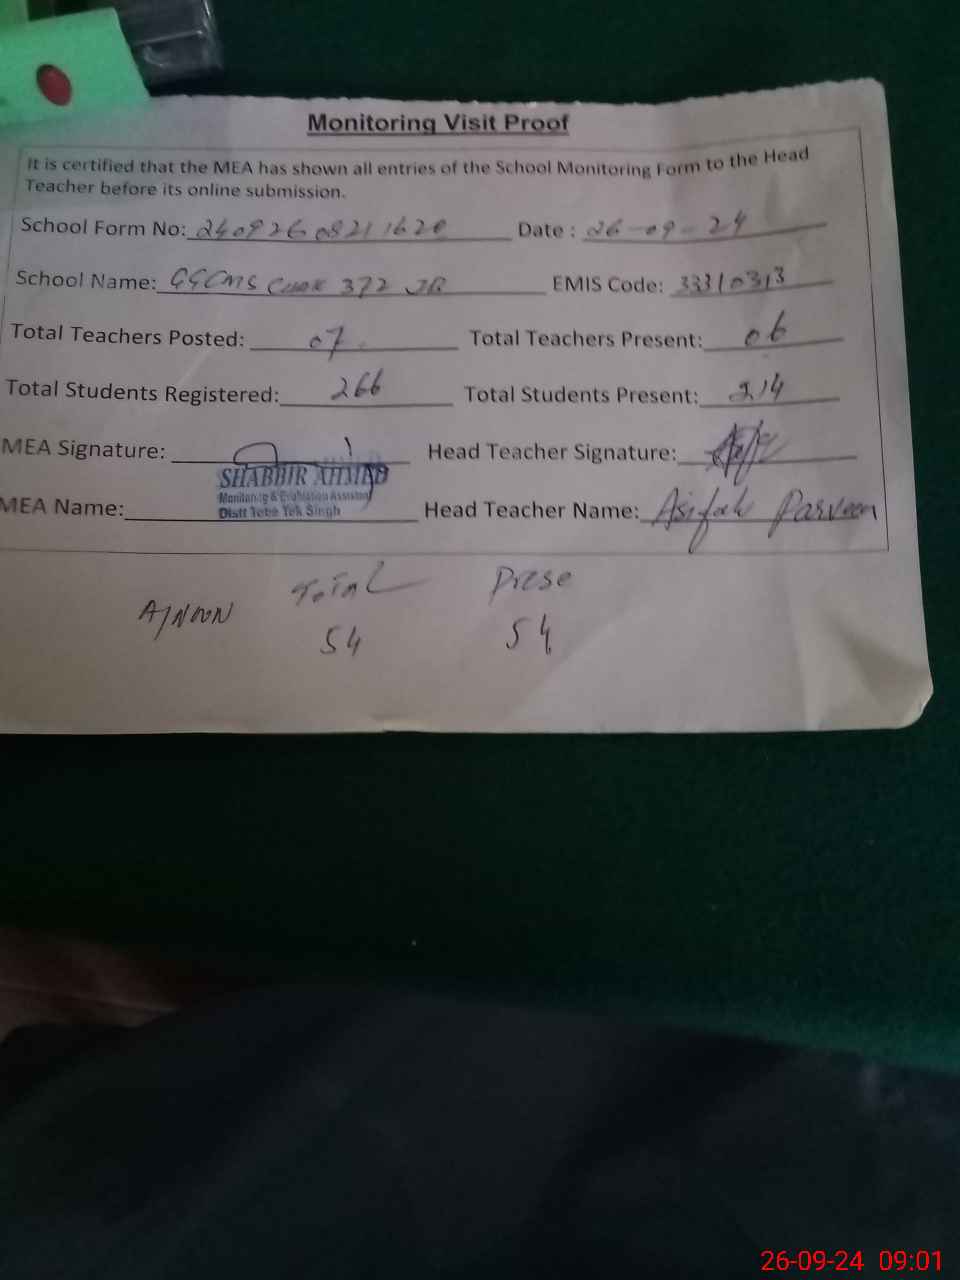 Monitoring Visit Proof
It is certified that the MEA has shown all entries of the School Monitoring Form to the Head
Teacher before its online submission.
School Form No: 24092608211620 Date : 26-09-24
School Name: GGCMS Chak 372 JB EMIS Code: 33310313
Total Teachers Posted: 07 Total Teachers Present: 06
Total Students Registered: 266 Total Students Present: 214
MEA Signature: Head Teacher Signature:
SHABBIR AHMAD
Monitoring & Evaluation Assistant
MEA Name: Distt Toba Tek Singh Head Teacher Name: Asifah Parveen
Total Prese
A/NOON 54 54
26-09-24 09:01